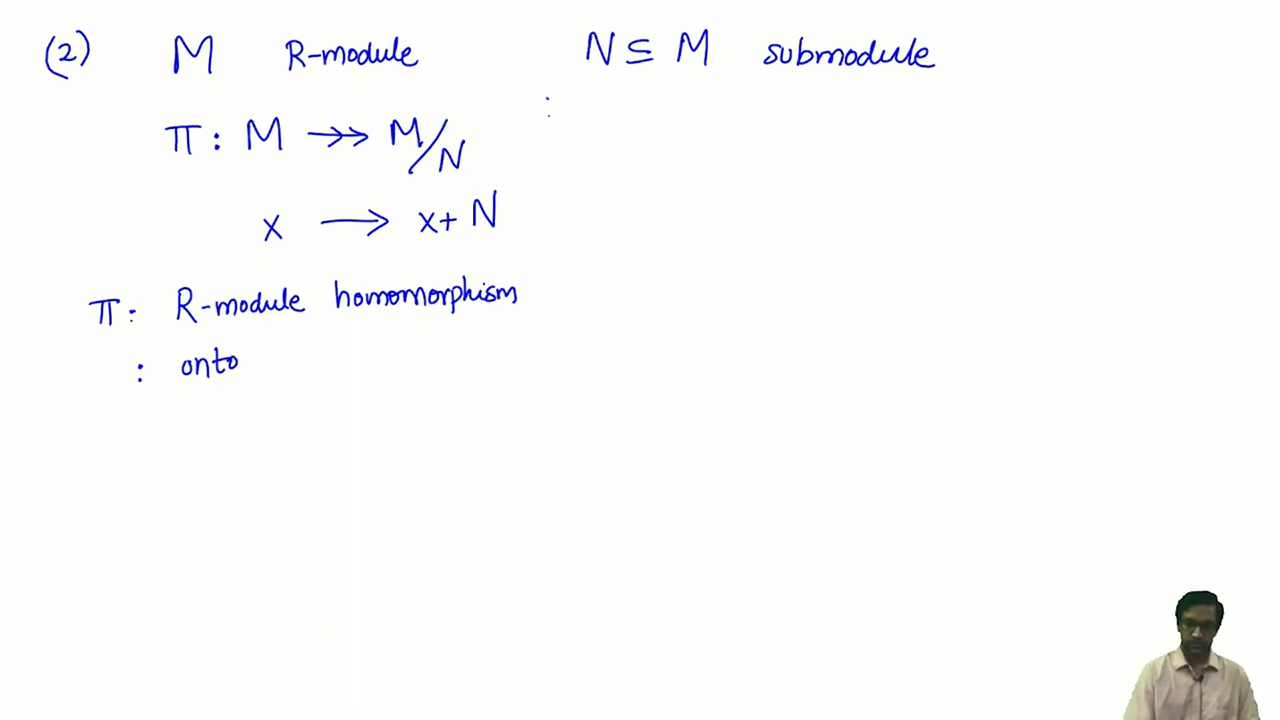 (2) M R-module N ⊆ M submodule
π : M ↠ M/N
x ⟶ x + N
π : R-module homomorphism
: onto